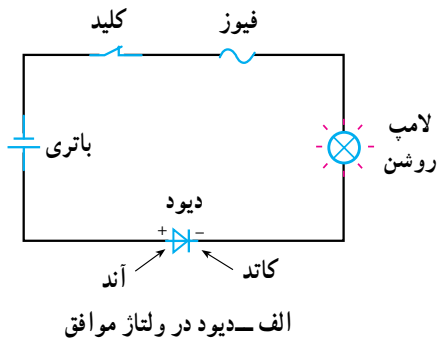 کلید
فیوز
باتری
لامپ
روشن
دیود
+ −
آند
کاتد
الف ــ دیود در ولتاژ موافق